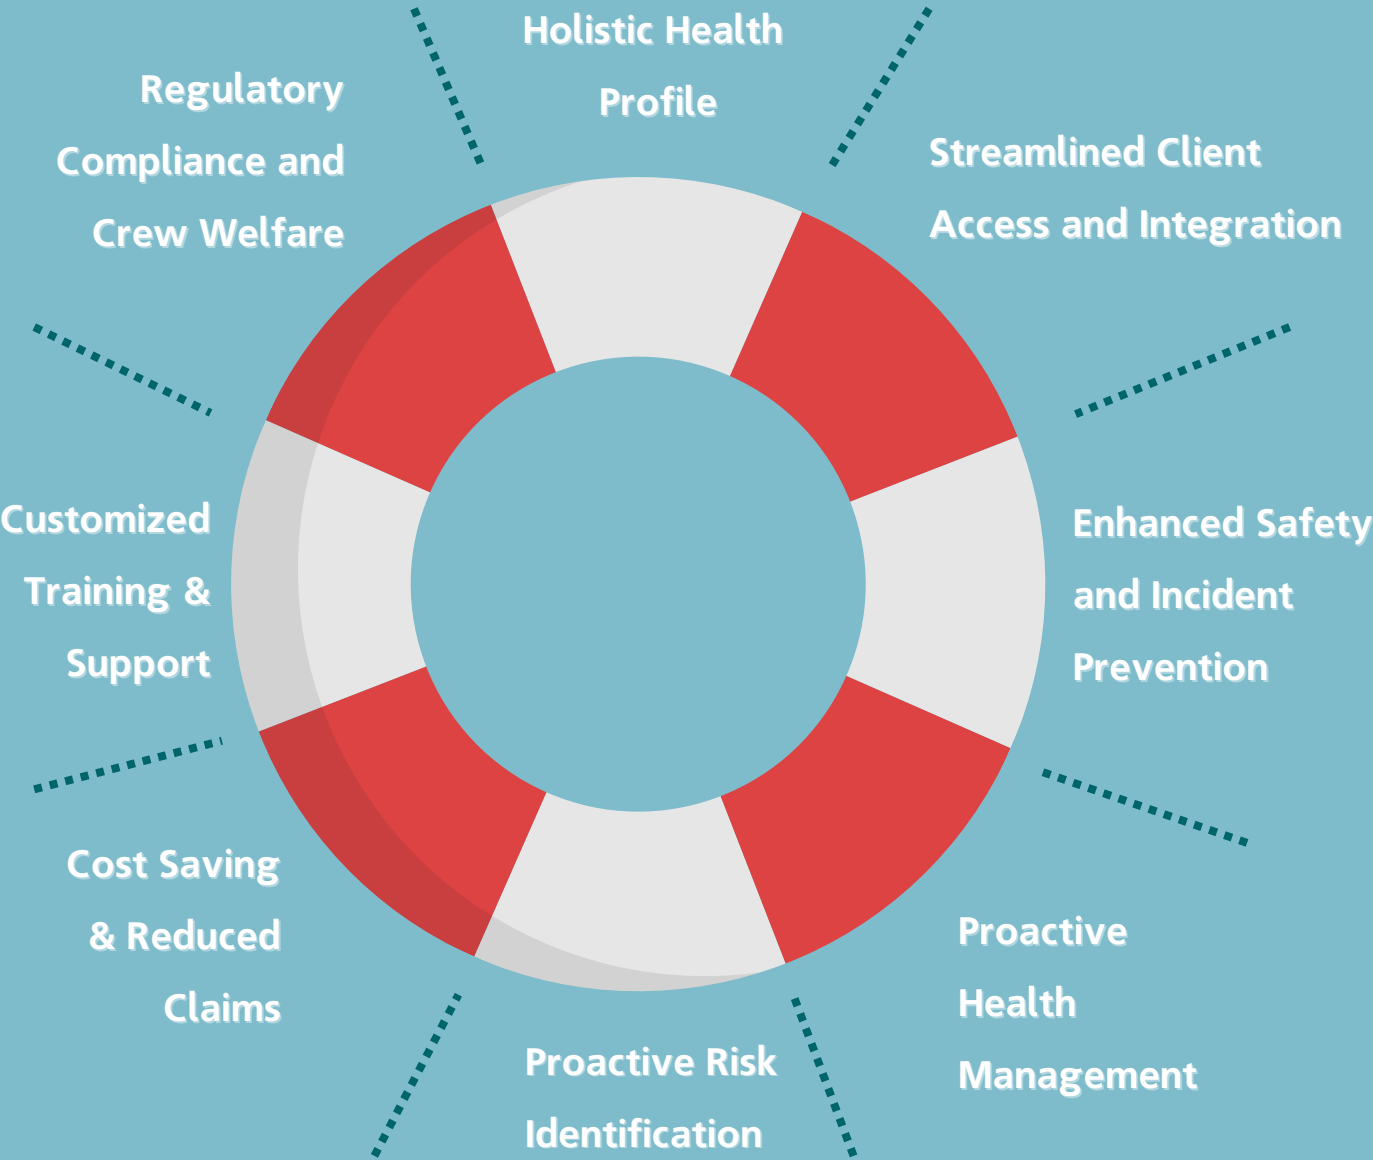 Holistic Health
Profile
Streamlined Client
Access and Integration
Enhanced Safety
and Incident
Prevention
Proactive
Health
Management
Proactive Risk
Identification
Cost Saving
& Reduced
Claims
Customized
Training &
Support
Regulatory
Compliance and
Crew Welfare